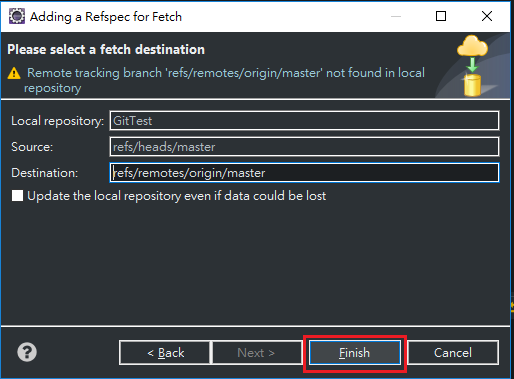 Adding a Refspec for Fetch
Please select a fetch destination
Remote tracking branch 'refs/remotes/origin/master' not found in local
repository
Local repository: GitTest
Source: refs/heads/master
Destination: refs/remotes/origin/master
Update the local repository even if data could be lost
? < Back Next > Finish Cancel